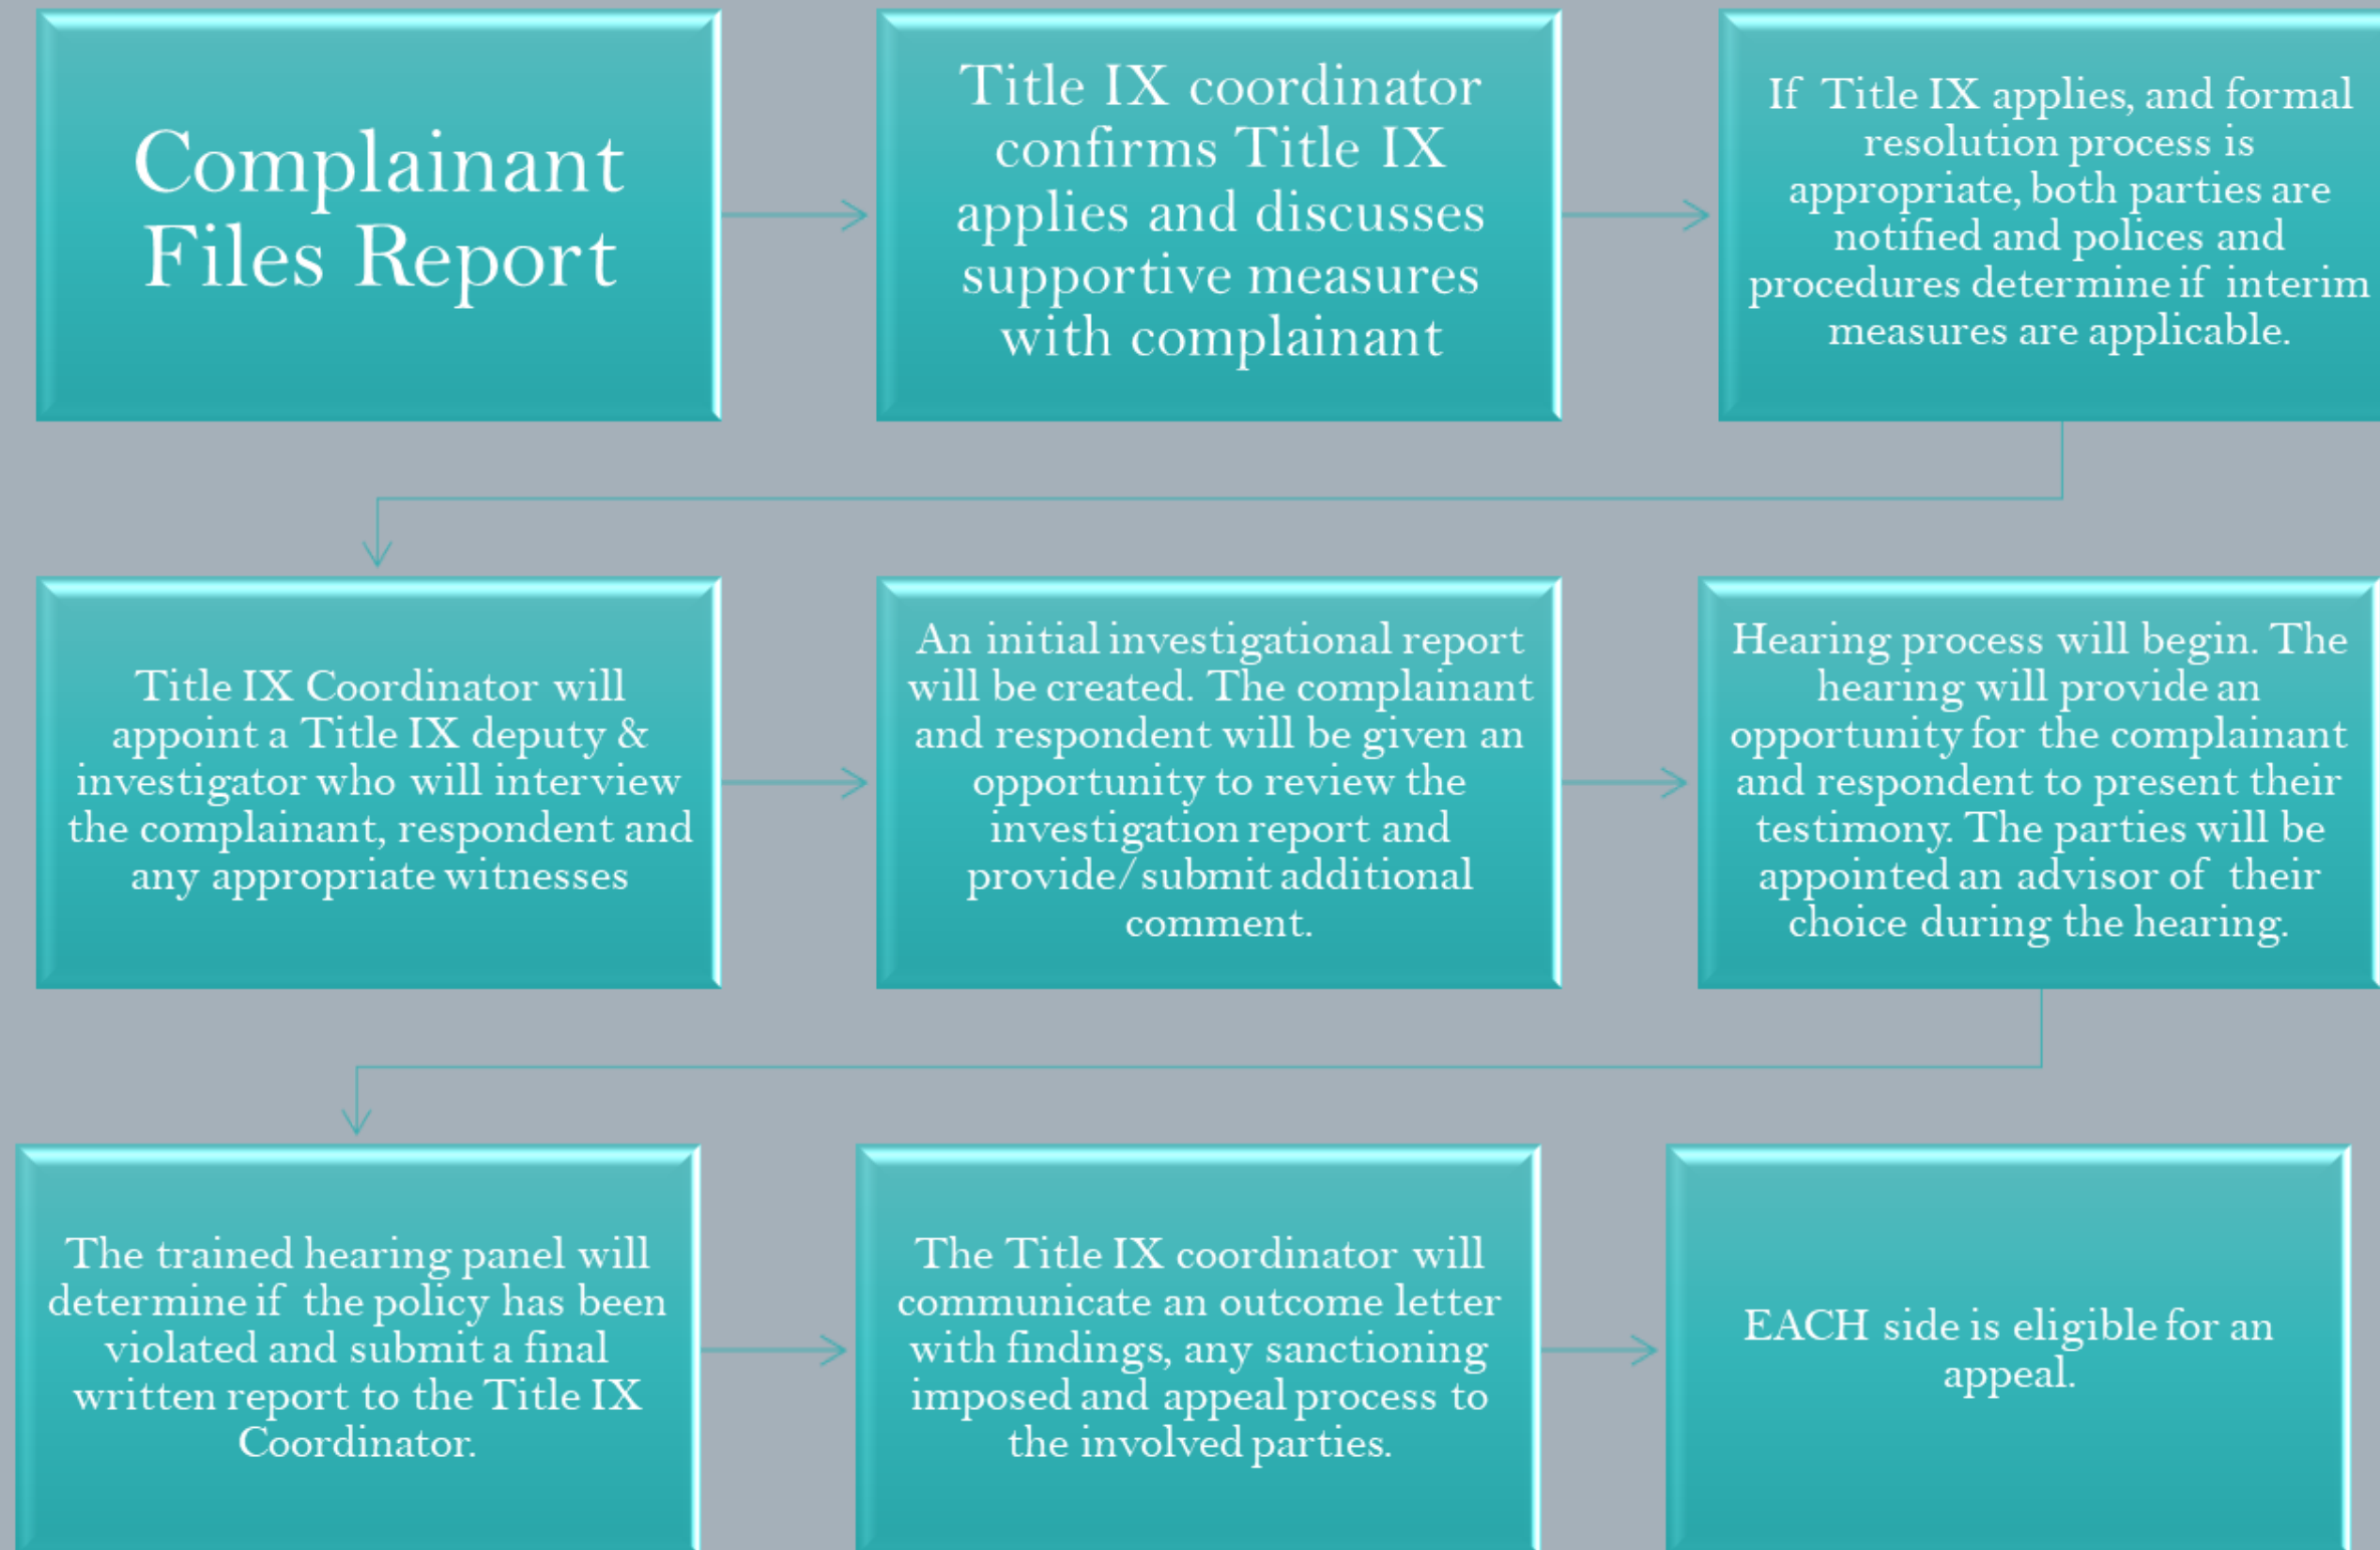 Complainant
Files Report
Title IX coordinator
confirms Title IX
applies and discusses
supportive measures
with complainant
If Title IX applies, and formal
resolution process is
appropriate, both parties are
notified and polices and
procedures determine if interim
measures are applicable.
Title IX Coordinator will
appoint a Title IX deputy &
investigator who will interview
the complainant, respondent and
any appropriate witnesses
An initial investigational report
will be created. The complainant
and respondent will be given an
opportunity to review the
investigation report and
provide/submit additional
comment.
Hearing process will begin. The
hearing will provide an
opportunity for the complainant
and respondent to present their
testimony. The parties will be
appointed an advisor of their
choice during the hearing.
The trained hearing panel will
determine if the policy has been
violated and submit a final
written report to the Title IX
Coordinator.
The Title IX coordinator will
communicate an outcome letter
with findings, any sanctioning
imposed and appeal process to
the involved parties.
EACH side is eligible for an
appeal.